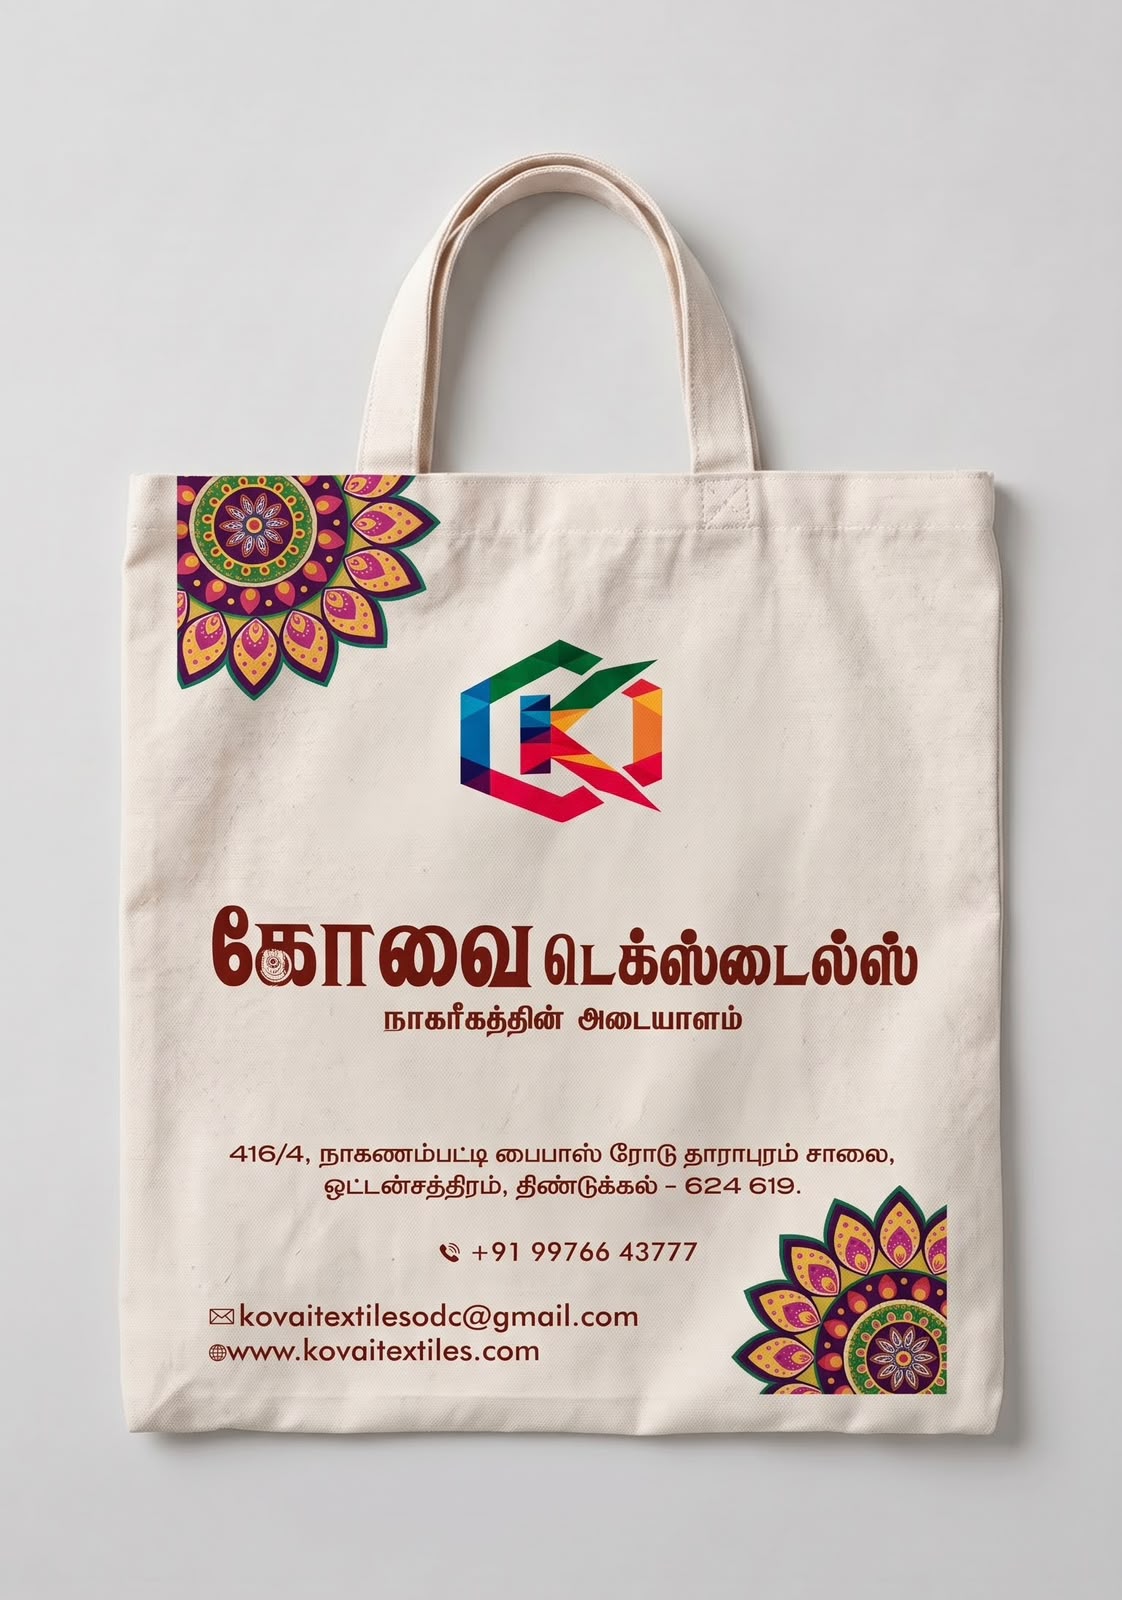 கோவை டெக்ஸ்டைல்ஸ்
நாகரீகத்தின் அடையாளம்
416/4, நாகணம்பட்டி பைபாஸ் ரோடு தாராபுரம் சாலை,
ஒட்டன்சத்திரம், திண்டுக்கல் - 624 619.
+91 99766 43777
kovaitextilesodc@gmail.com
www.kovaitextiles.com